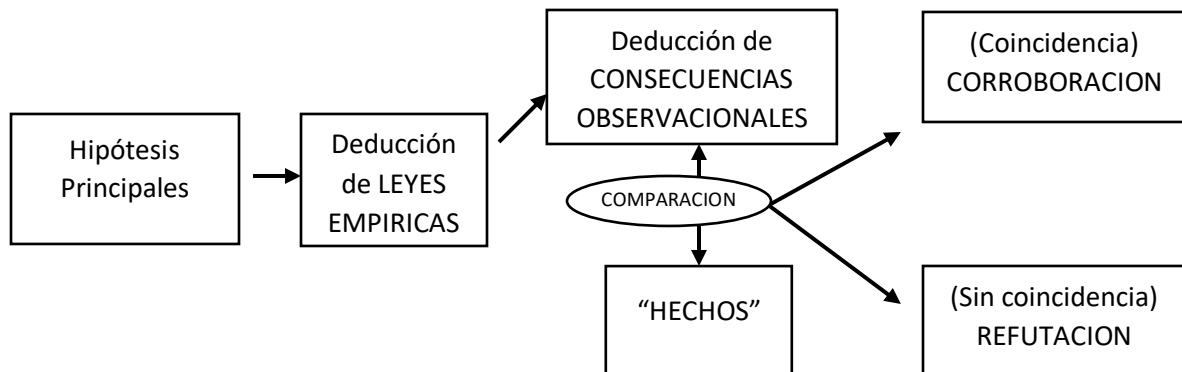 Hipótesis
Principales
Deducción
de LEYES
EMPIRICAS
Deducción de
CONSECUENCIAS
OBSERVACIONALES
COMPARACION
“HECHOS”
(Coincidencia)
CORROBORACION
(Sin coincidencia)
REFUTACION